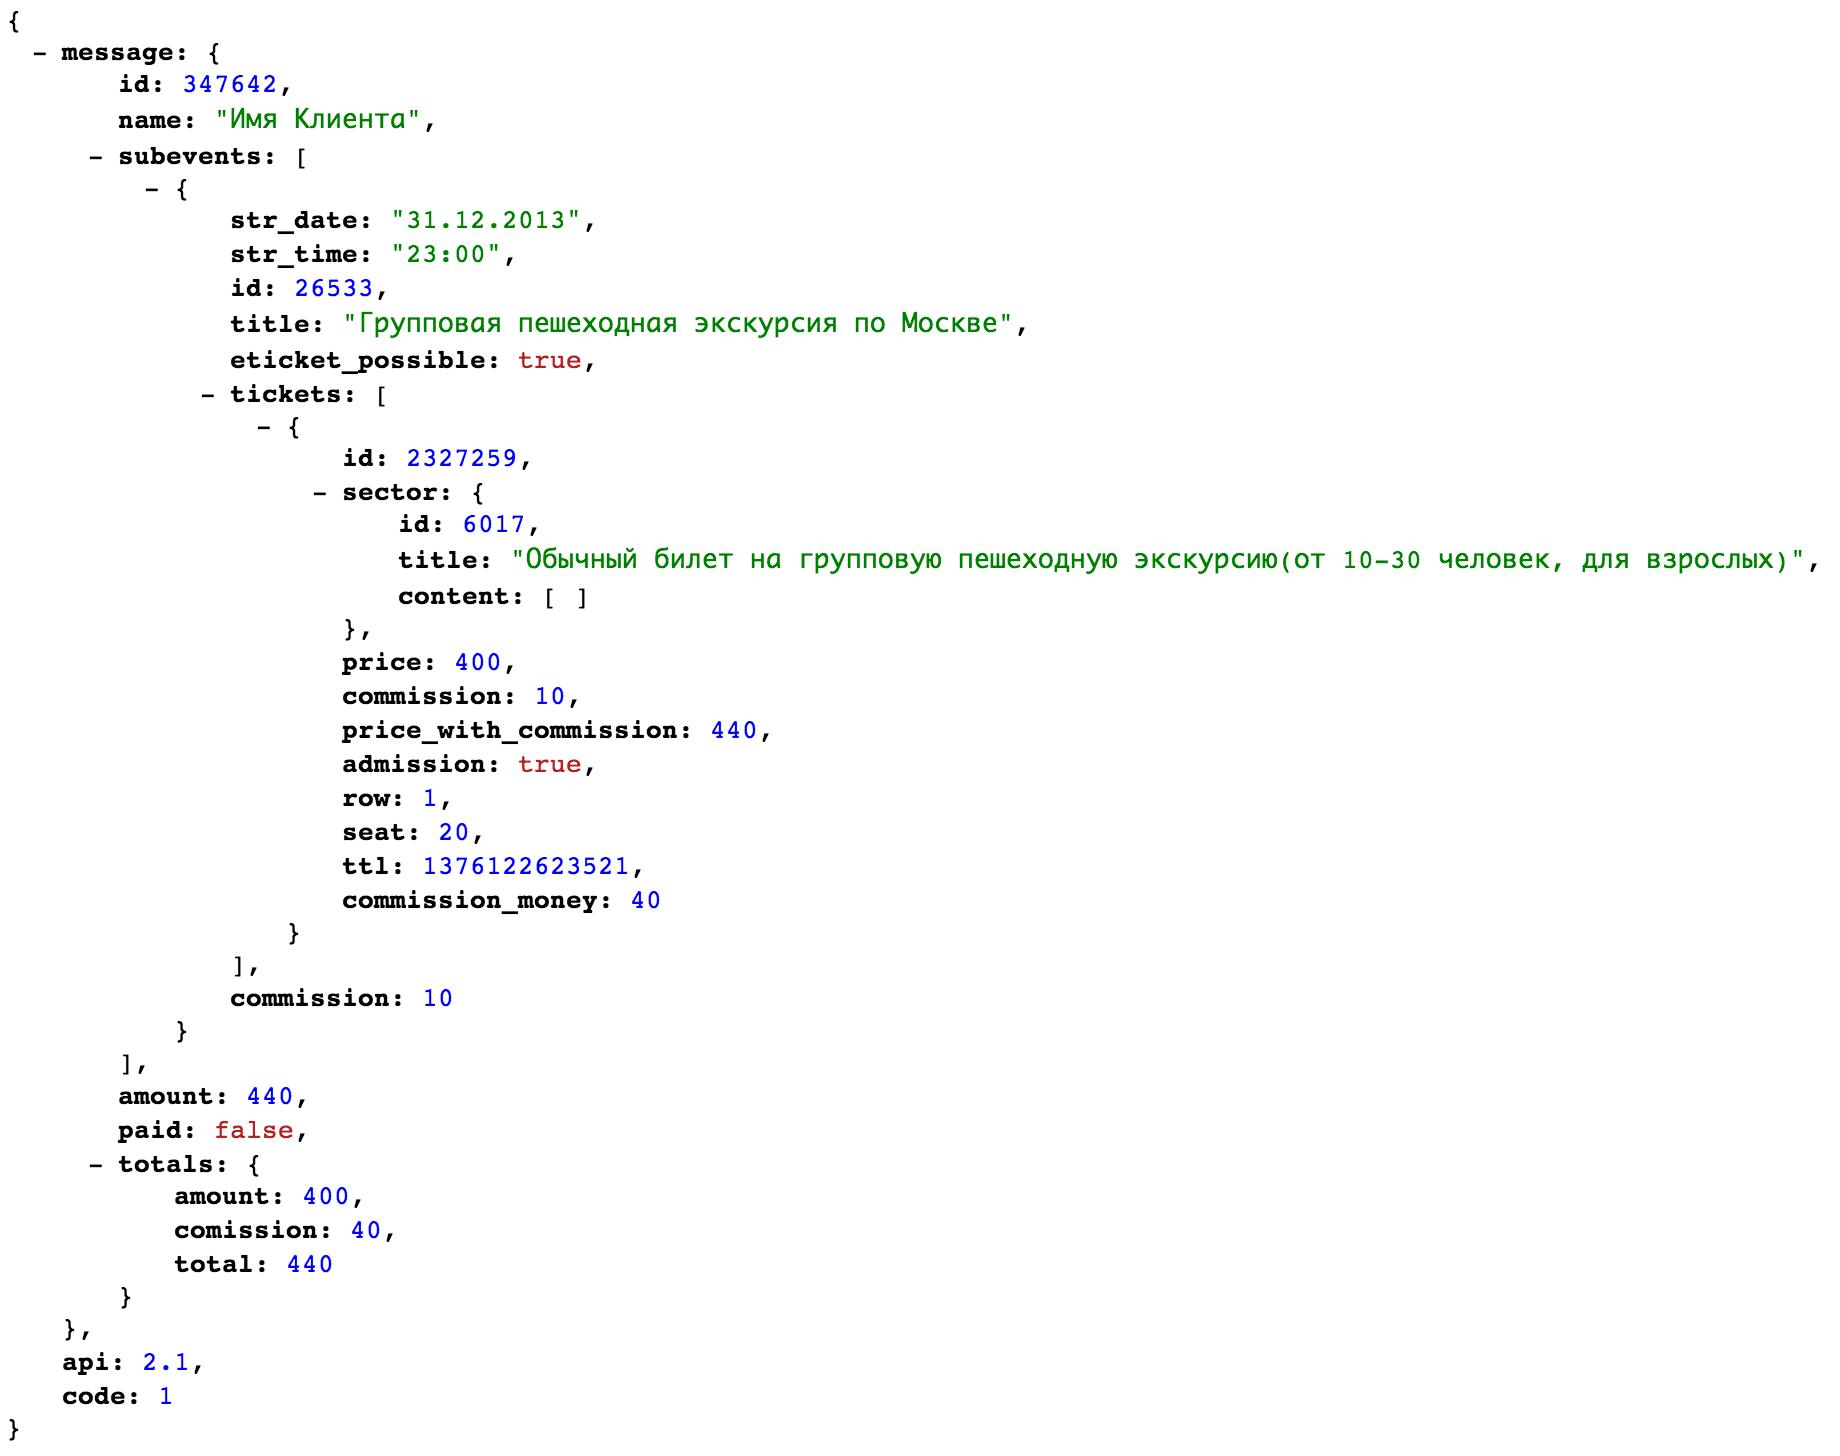 {
- message: {
id: 347642,
name: "Имя Клиента",
- subevents: [
- {
str_date: "31.12.2013",
str_time: "23:00",
id: 26533,
title: "Групповая пешеходная экскурсия по Москве",
eticket_possible: true,
- tickets: [
- {
id: 2327259,
- sector: {
id: 6017,
title: "Обычный билет на групповую пешеходную экскурсию(от 10-30 человек, для взрослых)",
content: [ ]
},
price: 400,
commission: 10,
price_with_commission: 440,
admission: true,
row: 1,
seat: 20,
ttl: 1376122623521,
commission_money: 40
}
],
commission: 10
}
],
amount: 440,
paid: false,
- totals: {
amount: 400,
comission: 40,
total: 440
}
},
api: 2.1,
code: 1
}